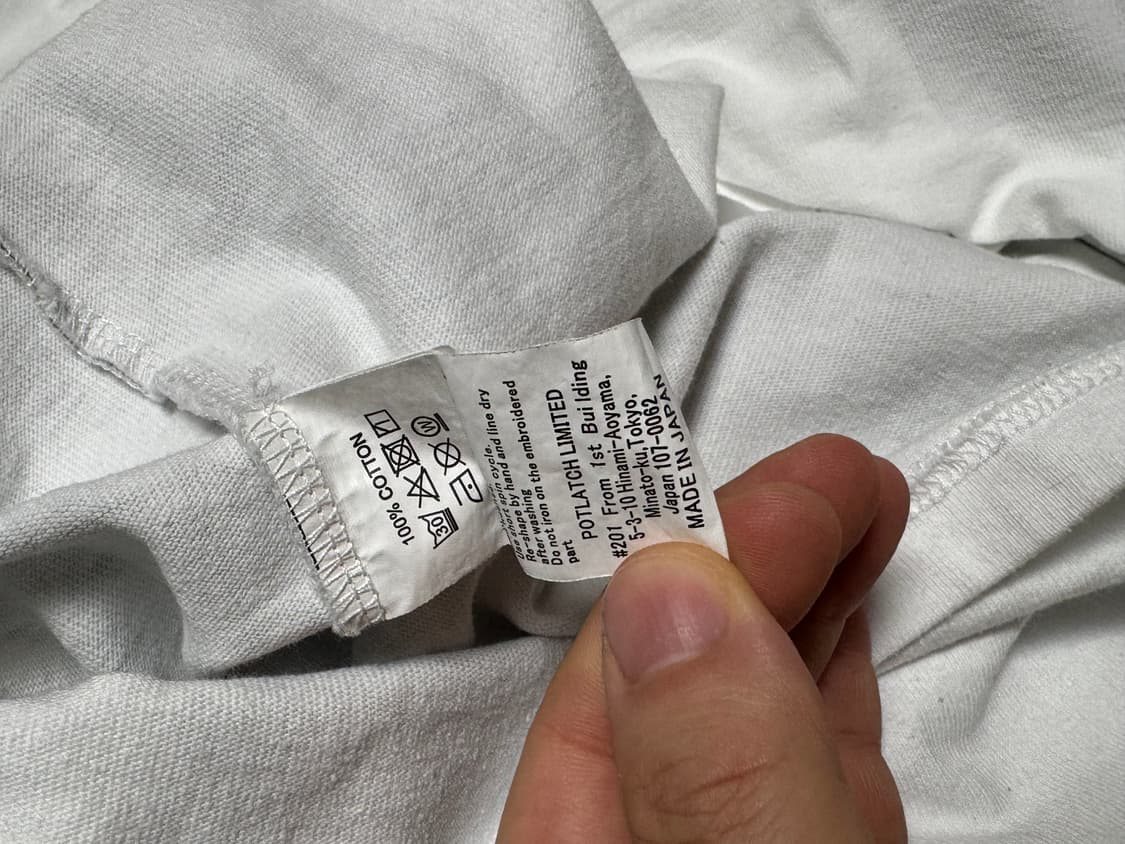 100% COTTON
30
W
Use short spin cycle.
Re-shape by hand and line dry
after washing
Do not iron on the embroidered
part
POTLATCH LIMITED
#201 From 1st Bui lding
5-3-10 Hinami-Aoyama,
Minato-ku,Tokyo,
Japan 107-0062
MADE IN JAPAN